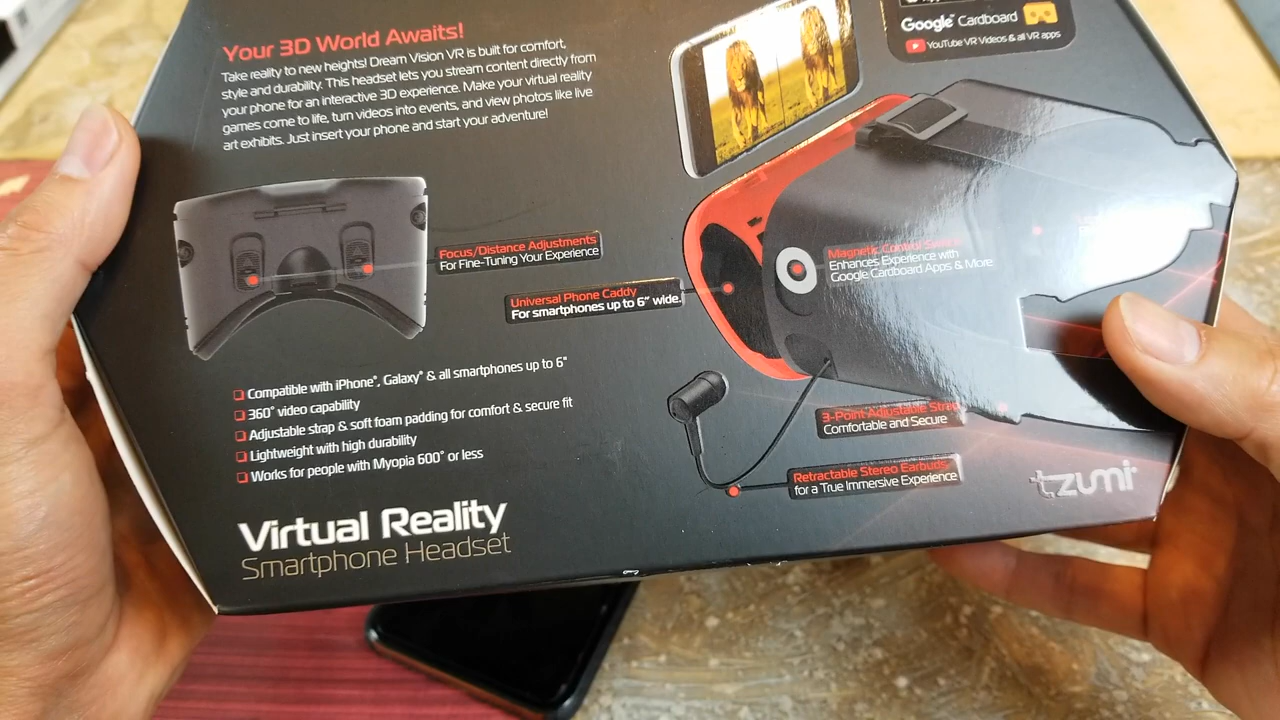 Your 3D World Awaits!
Take reality to new heights! Dream Vision VR is built for comfort,
style and durability. This headset lets you stream content directly from
your phone for an interactive 3D experience. Make your virtual reality
games come to life, turn videos into events, and view photos like live
art exhibits. Just insert your phone and start your adventure!
Google™ Cardboard
YouTube VR Videos & all VR apps
Focus/Distance Adjustments
For Fine-Tuning Your Experience
Universal Phone Caddy
For smartphones up to 6" wide.
Magnetic Control
Enhances Experience with
Google Cardboard Apps & More
Compatible with iPhone®, Galaxy® & all smartphones up to 6"
360° video capability
Adjustable strap & soft foam padding for comfort & secure fit
Lightweight with high durability
Works for people with Myopia 600° or less
3-Point Adjustable Strap
Comfortable and Secure
Retractable Stereo Earbuds
for a True Immersive Experience
Virtual Reality
Smartphone Headset
tzumi®